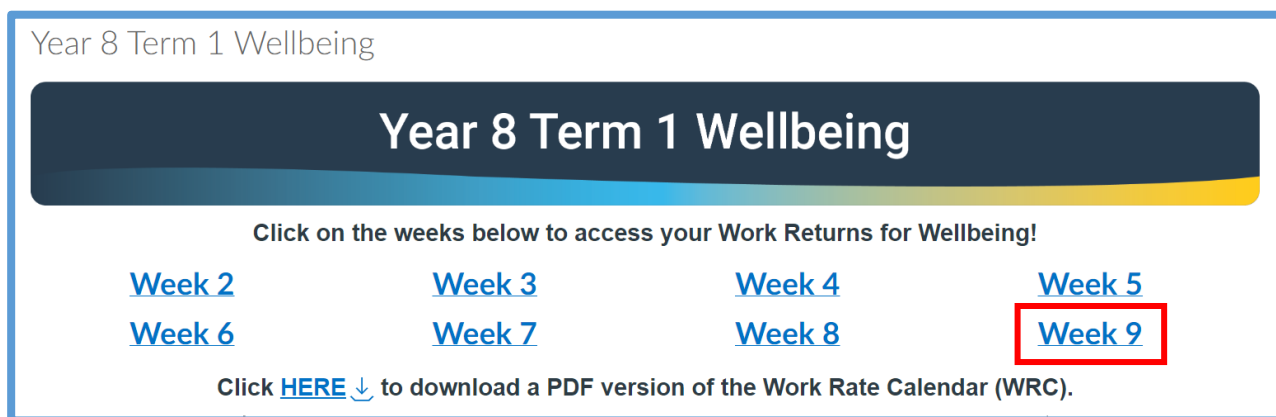 Year 8 Term 1 Wellbeing
Year 8 Term 1 Wellbeing
Click on the weeks below to access your Work Returns for Wellbeing!
Week 2 Week 3 Week 4 Week 5
Week 6 Week 7 Week 8 Week 9
Click HERE to download a PDF version of the Work Rate Calendar (WRC).